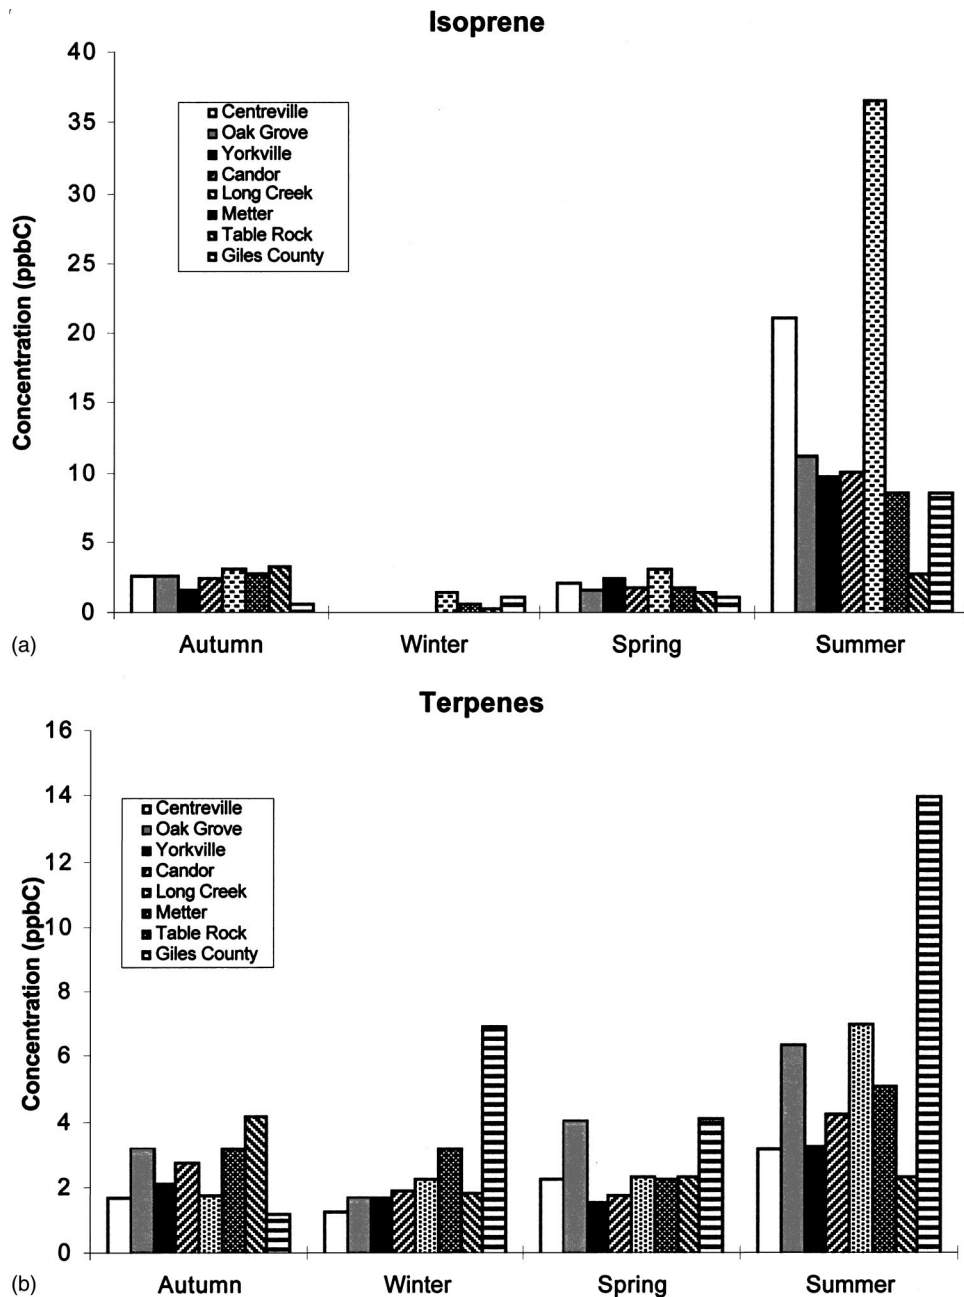 Isoprene
40
35
30
25
20
15
10
5
0
Concentration (ppbC)
Centreville
Oak Grove
Yorkville
Candor
Long Creek
Metter
Table Rock
Giles County
(a)
Autumn Winter Spring Summer
Terpenes
16
14
12
10
8
6
4
2
0
Concentration (ppbC)
Centreville
Oak Grove
Yorkville
Candor
Long Creek
Metter
Table Rock
Giles County
(b)
Autumn Winter Spring Summer